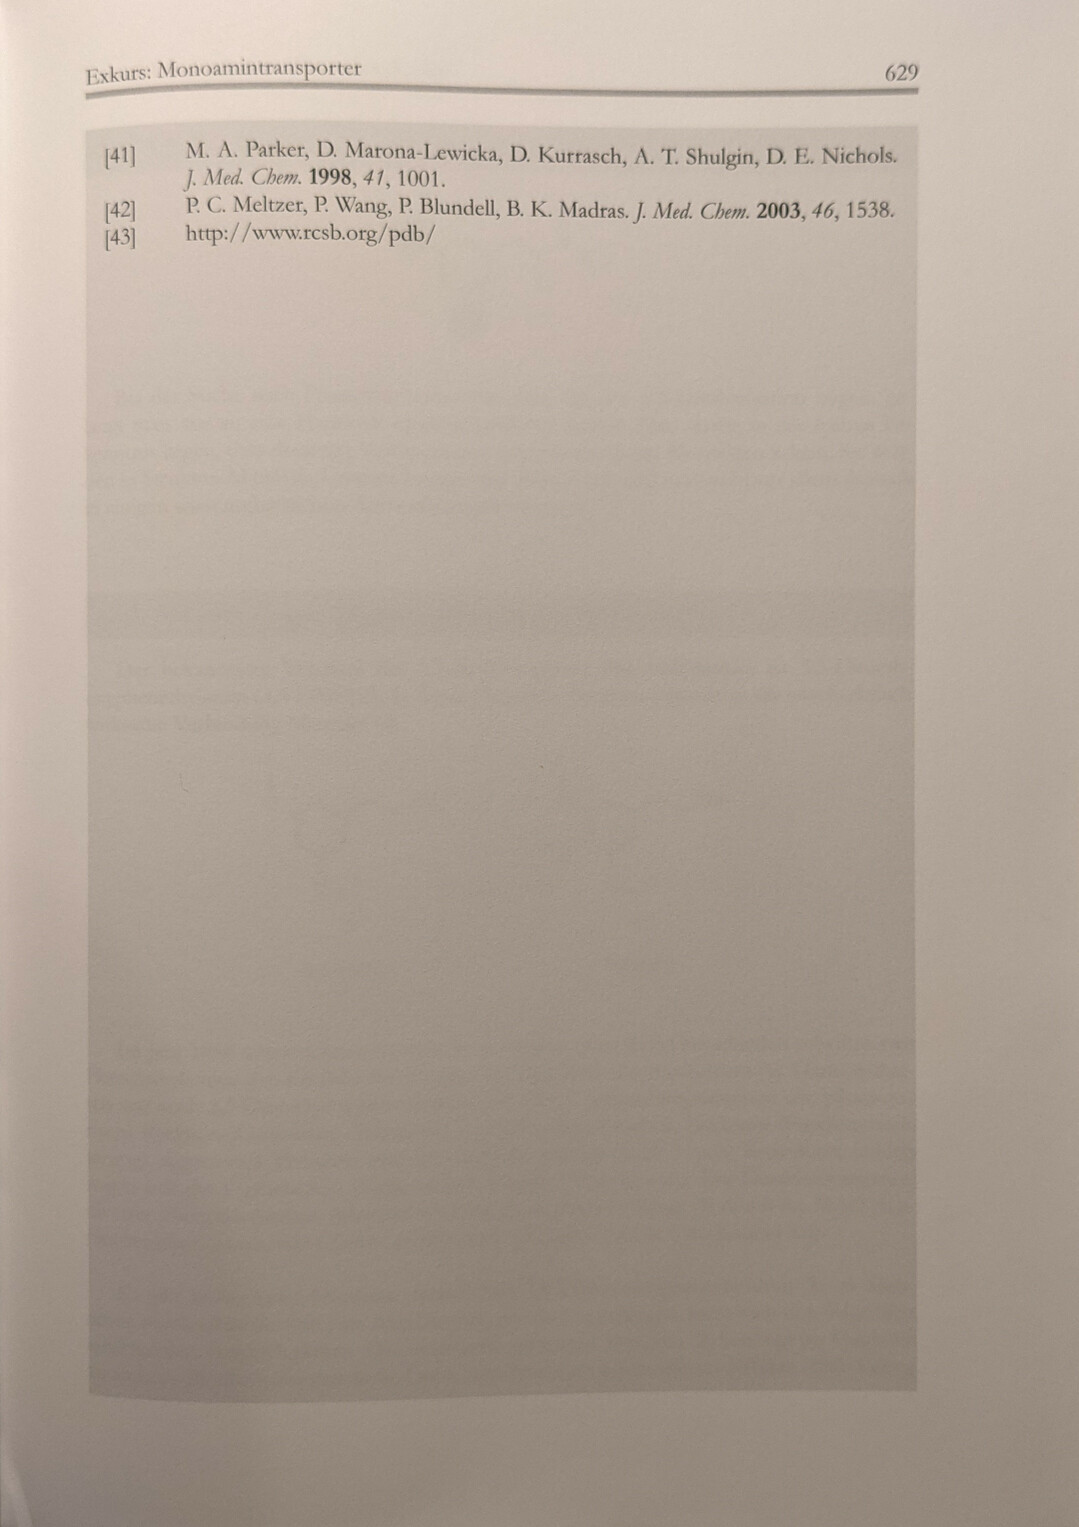 Exkurs: Monoamintransporter 629
[41] M. A. Parker, D. Marona-Lewicka, D. Kurrasch, A. T. Shulgin, D. E. Nichols.
J. Med. Chem. 1998, 41, 1001.
[42] P. C. Meltzer, P. Wang, P. Blundell, B. K. Madras. J. Med. Chem. 2003, 46, 1538.
[43] http://www.rcsb.org/pdb/